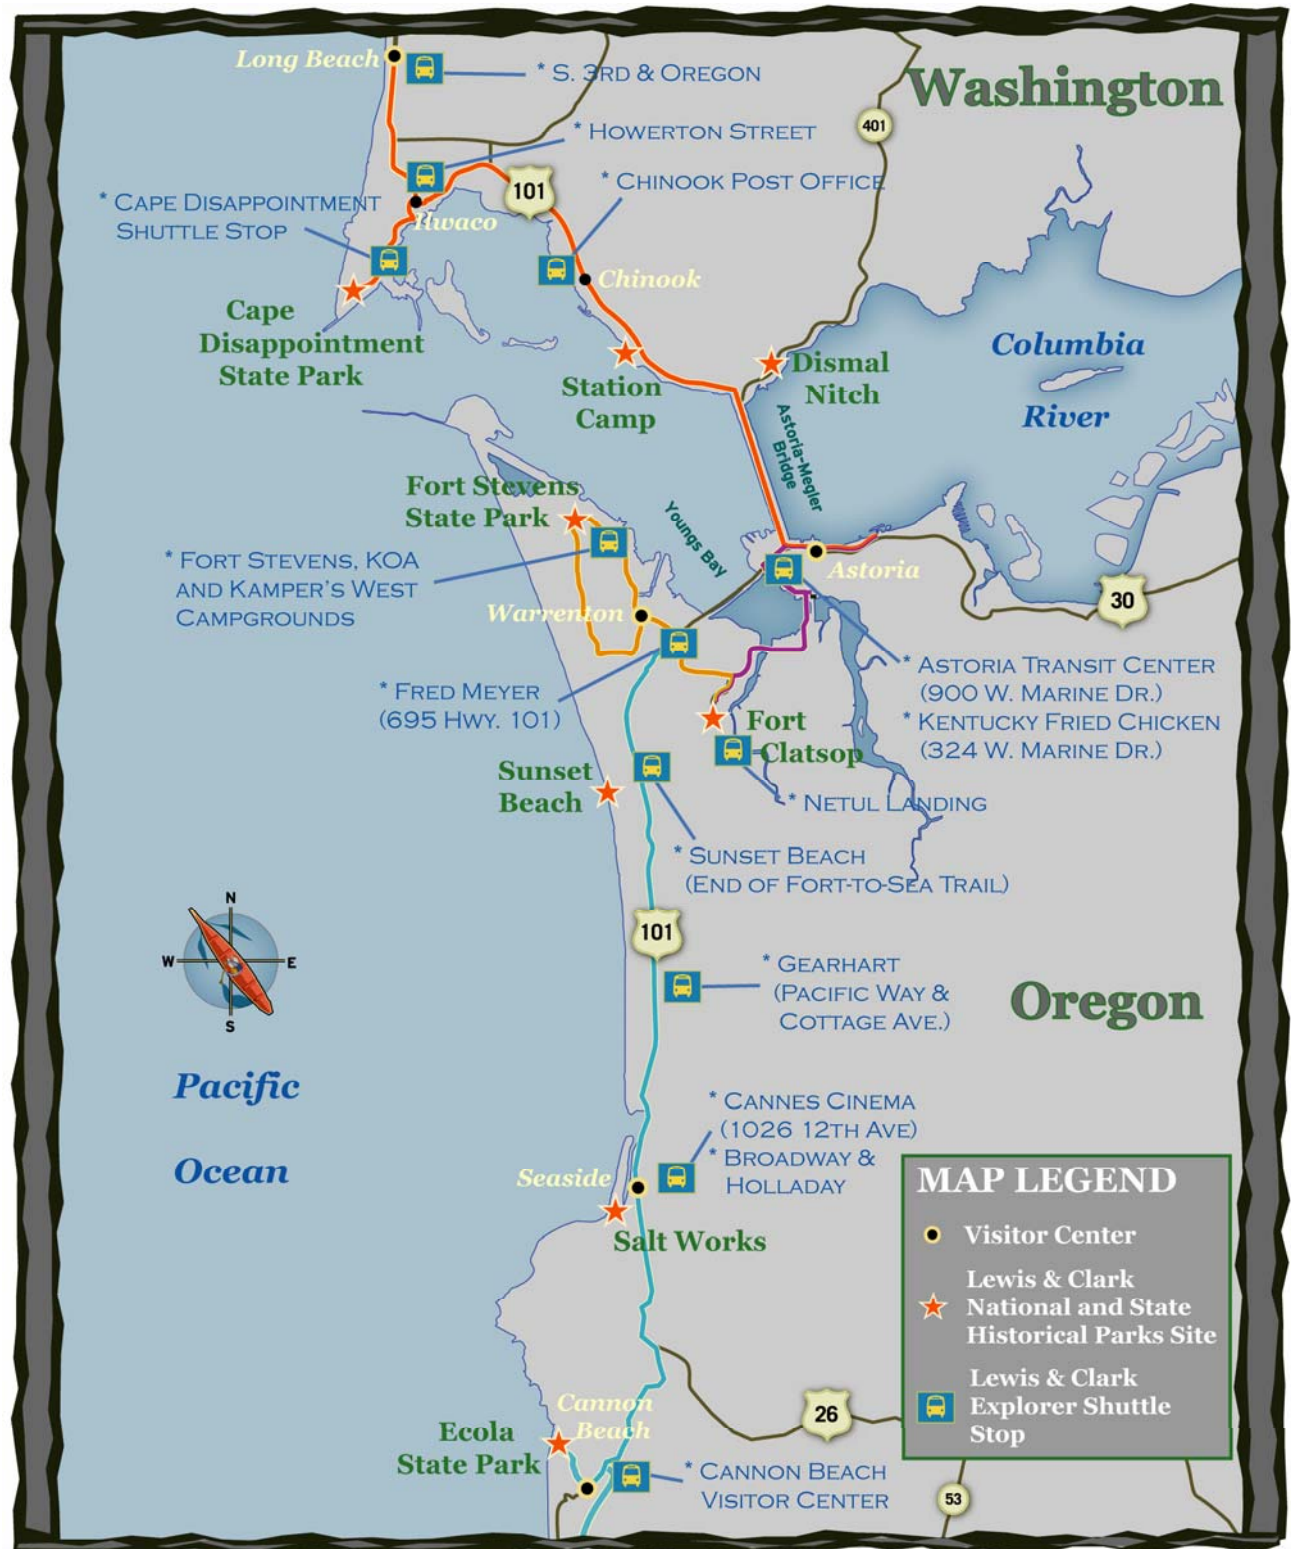 Long Beach
* S. 3RD & OREGON
Washington
401
* HOWERTON STREET
101
* CHINOOK POST OFFICE
* CAPE DISAPPOINTMENT
SHUTTLE STOP
Ilwaco
Chinook
Cape
Disappointment
State Park
Station
Camp
Dismal
Nitch
Columbia
River
Astoria-Megler
Bridge
Fort Stevens
State Park
Youngs Bay
* FORT STEVENS, KOA
AND KAMPER'S WEST
CAMPGROUNDS
Astoria
30
Warrenton
* ASTORIA TRANSIT CENTER
(900 W. MARINE DR.)
* KENTUCKY FRIED CHICKEN
(324 W. MARINE DR.)
* FRED MEYER
(695 HWY. 101)
Fort
Clatsop
Sunset
Beach
* NETUL LANDING
* SUNSET BEACH
(END OF FORT-TO-SEA TRAIL)
N
W
E
S
101
* GEARHART
(PACIFIC WAY &
COTTAGE AVE.)
Oregon
Pacific
Ocean
* CANNES CINEMA
(1026 12TH AVE)
* BROADWAY &
HOLLADAY
Seaside
Salt Works
MAP LEGEND
Visitor Center
Lewis & Clark
National and State
Historical Parks Site
Lewis & Clark
Explorer Shuttle
Stop
26
Cannon
Beach
Ecola
State Park
* CANNON BEACH
VISITOR CENTER
53